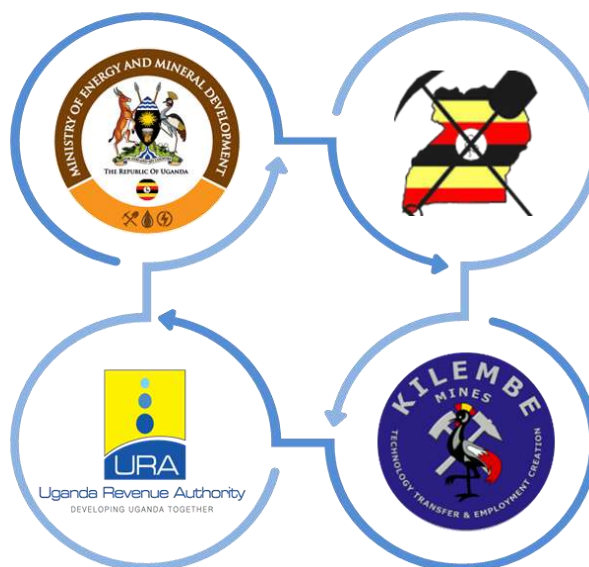 MINISTRY OF ENERGY AND MINERAL DEVELOPMENT
THE REPUBLIC OF UGANDA
URA
Uganda Revenue Authority
DEVELOPING UGANDA TOGETHER
KILEMBE
MINES
TECHNOLOGY TRANSFER & EMPLOYMENT CREATION